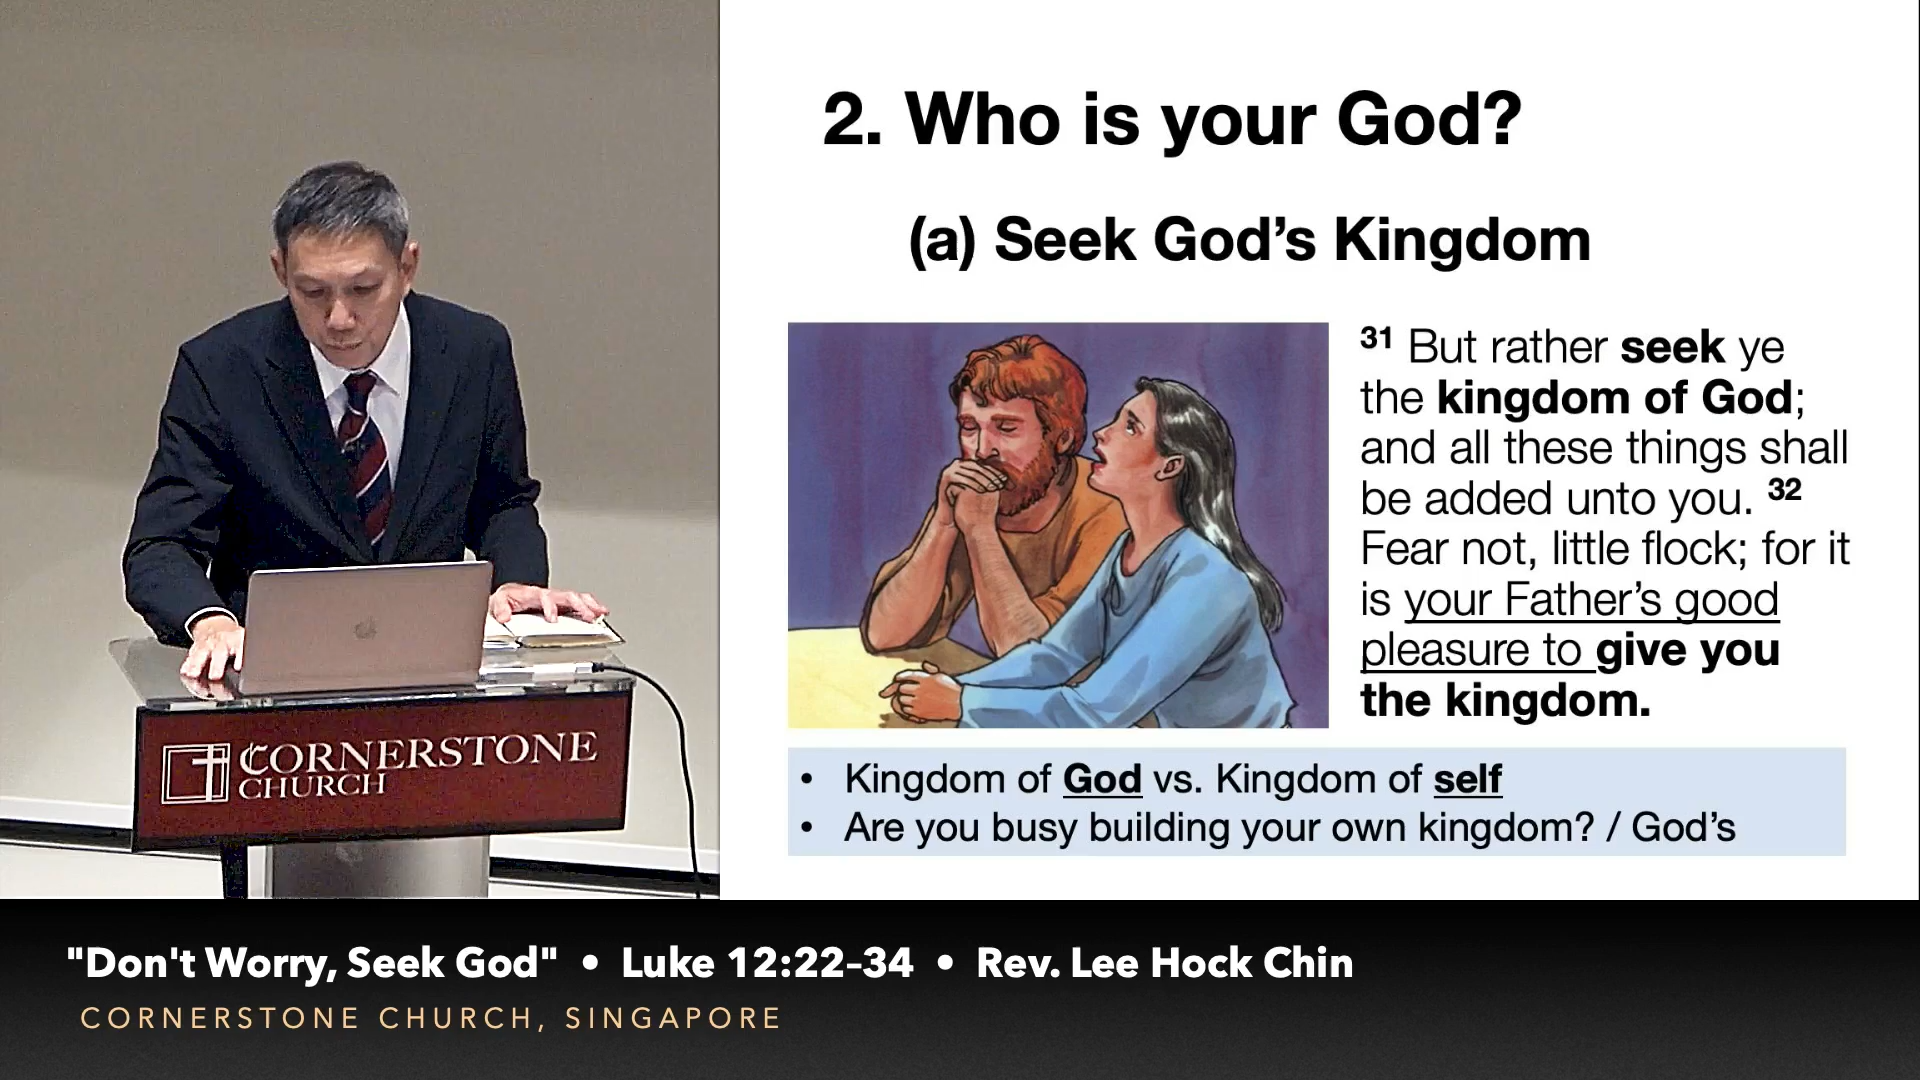 2. Who is your God?
(a) Seek God’s Kingdom
31 But rather seek ye
the kingdom of God;
and all these things shall
be added unto you. 32
Fear not, little flock; for it
is your Father’s good
pleasure to give you
the kingdom.
• Kingdom of God vs. Kingdom of self
• Are you busy building your own kingdom? / God’s
CORNERSTONE
CHURCH
"Don't Worry, Seek God" • Luke 12:22–34 • Rev. Lee Hock Chin
CORNERSTONE CHURCH, SINGAPORE